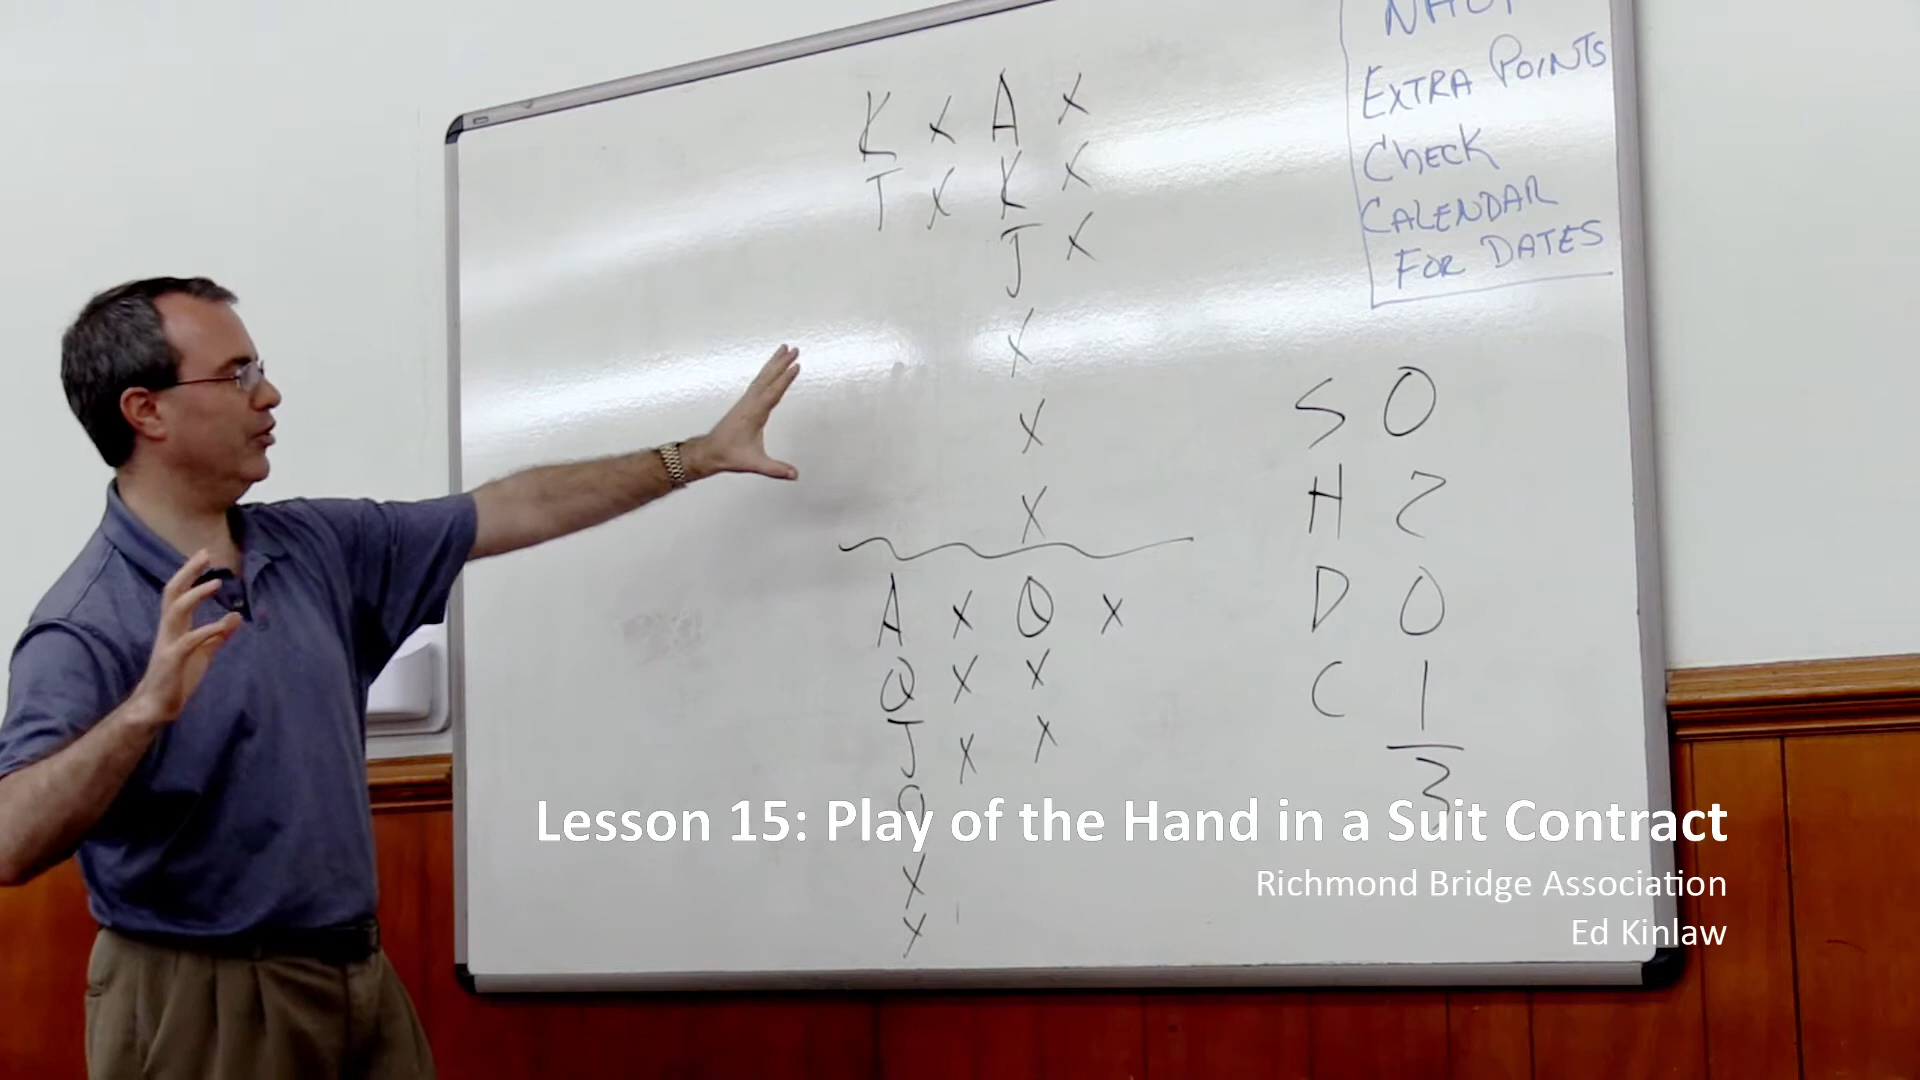 K x A x
T x K x
J x
x
x
x
A x Q x
Q x x
J x x
x
x
EXTRA POINTS
CHECK
CALENDAR
FOR DATES
S 0
H 2
D 0
C 1
3
Lesson 15: Play of the Hand in a Suit Contract
Richmond Bridge Association
Ed Kinlaw